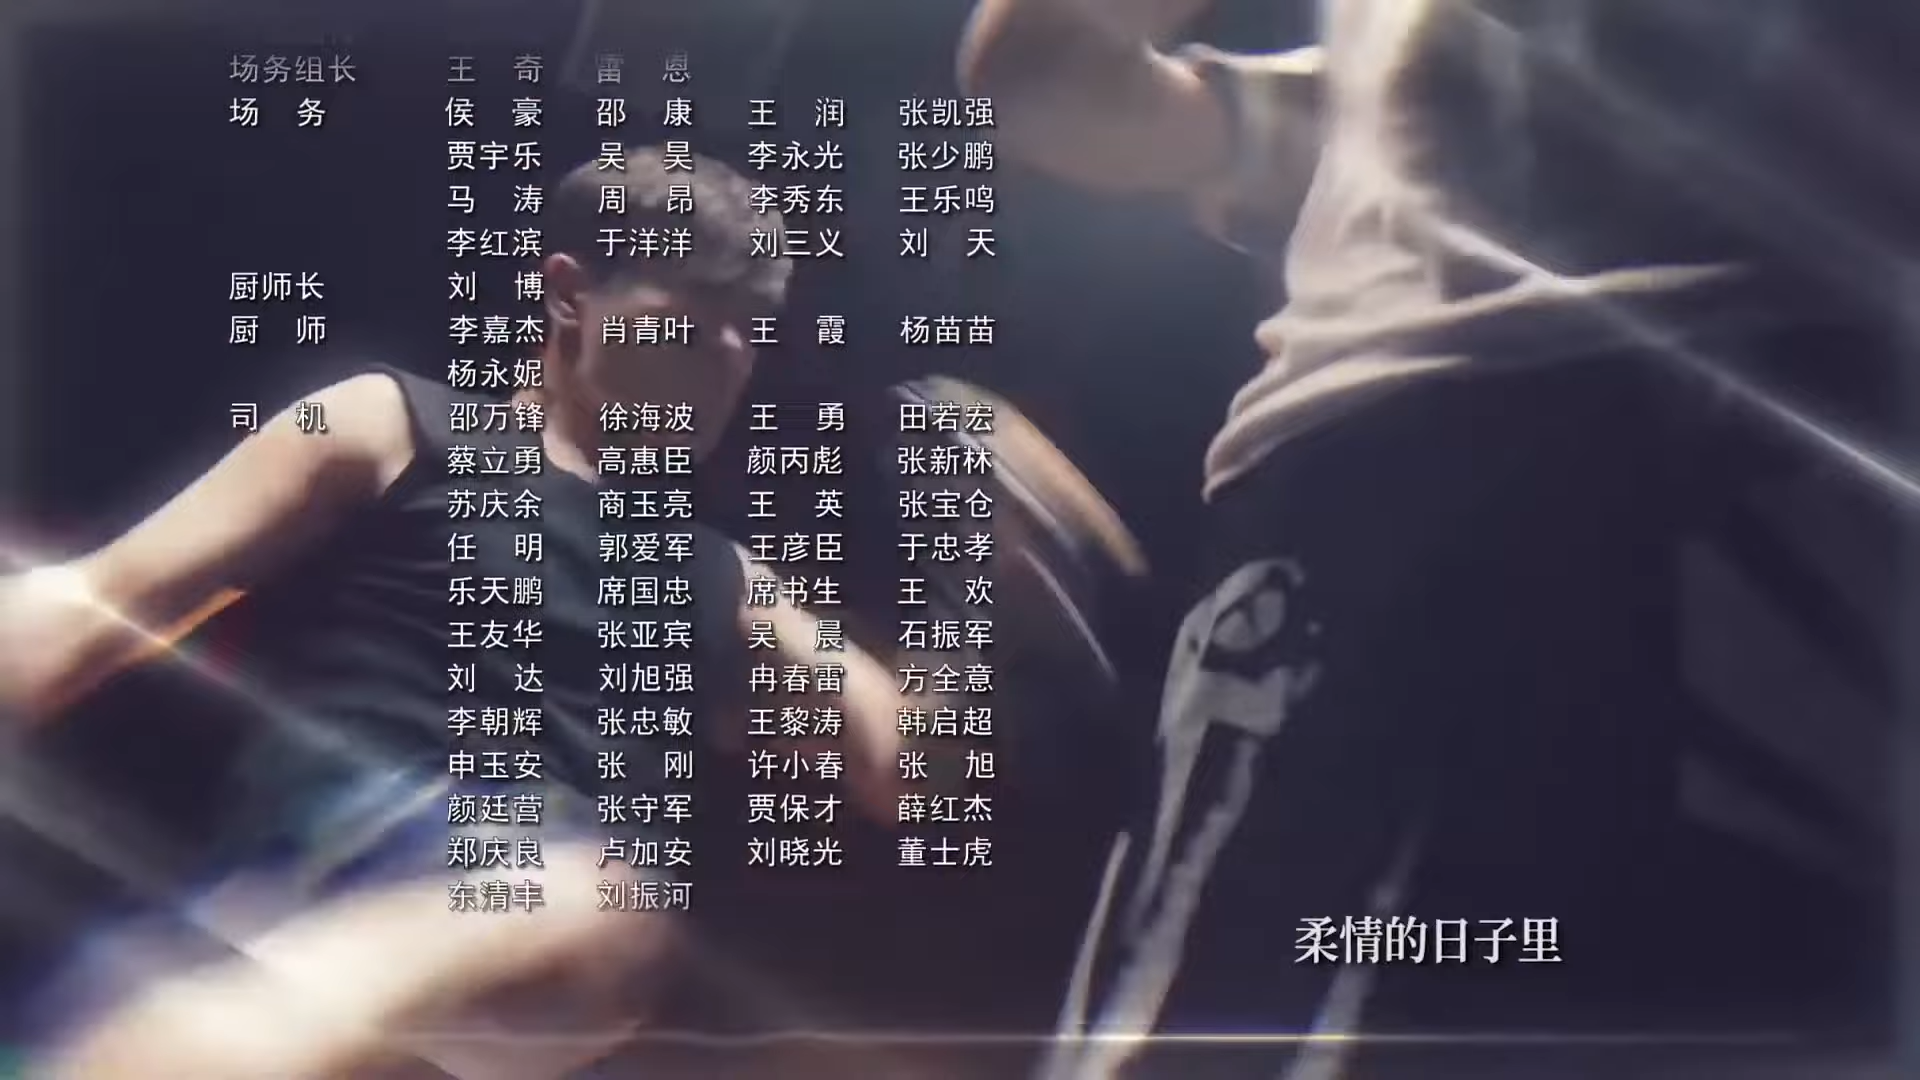 场务组长 王奇 雷恩
场务 侯豪 邵康 王润 张凯强
贾宇乐 吴昊 李永光 张少鹏
马涛 周昂 李秀东 王乐鸣
李红滨 于洋洋 刘三义 刘天
厨师长 刘博
厨师 李嘉杰 肖青叶 王霞 杨苗苗
杨永妮
司机 邵万锋 徐海波 王勇 田若宏
蔡立勇 高惠臣 颜丙彪 张新林
苏庆余 商玉亮 王英 张宝仓
任明 郭爱军 王彦臣 于忠孝
乐天鹏 席国忠 席书生 王欢
王友华 张亚宾 吴晨 石振军
刘达 刘旭强 冉春雷 方全意
李朝辉 张忠敏 王黎涛 韩启超
申玉安 张刚 许小春 张旭
颜廷营 张守军 贾保才 薛红杰
郑庆良 卢加安 刘晓光 董士虎
东清丰 刘振河
柔情的日子里